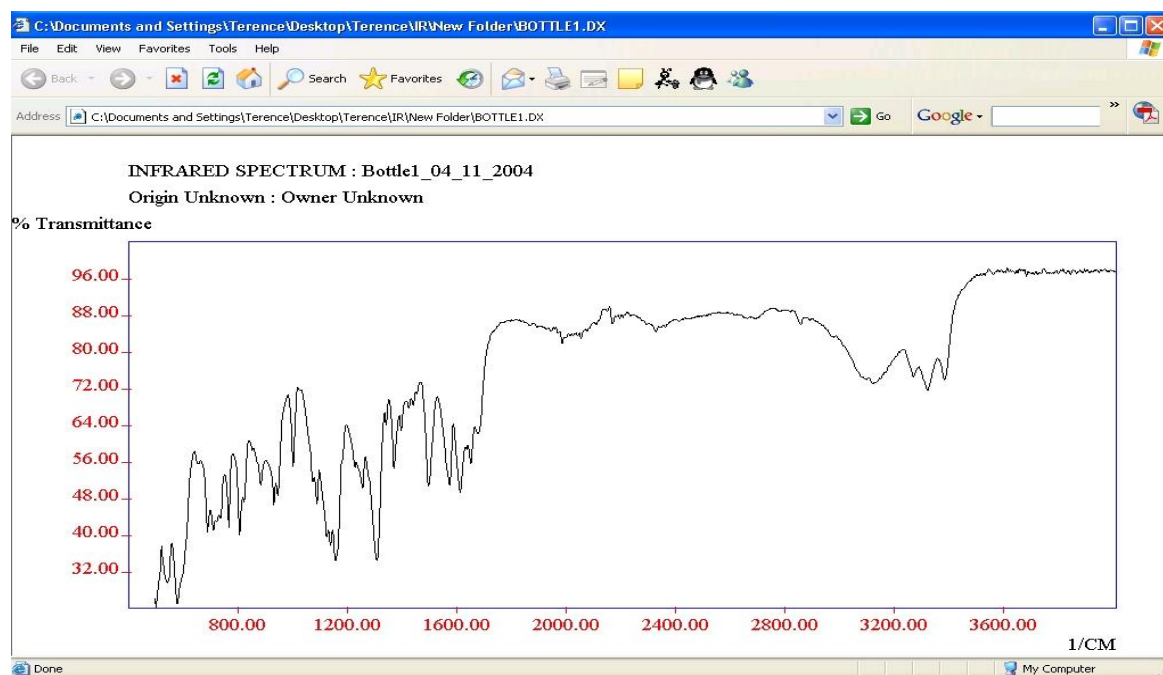 C:\Documents and Settings\Terence\Desktop\Terence\IR\New Folder\BOTTLE1.DX
File Edit View Favorites Tools Help
Back Search Favorites
Address C:\Documents and Settings\Terence\Desktop\Terence\IR\New Folder\BOTTLE1.DX Go Google »
INFRARED SPECTRUM : Bottle1_04_11_2004
Origin Unknown : Owner Unknown
% Transmittance
96.00
88.00
80.00
72.00
64.00
56.00
48.00
40.00
32.00
800.00 1200.00 1600.00 2000.00 2400.00 2800.00 3200.00 3600.00
1/CM
Done My Computer